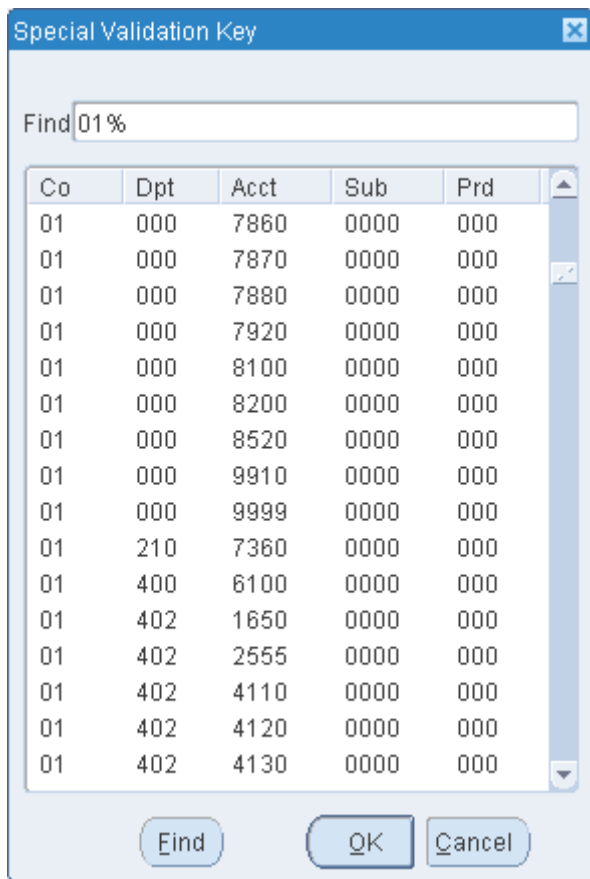 Special Validation Key
Find 01%
Co Dpt Acct Sub Prd
01 000 7860 0000 000
01 000 7870 0000 000
01 000 7880 0000 000
01 000 7920 0000 000
01 000 8100 0000 000
01 000 8200 0000 000
01 000 8520 0000 000
01 000 9910 0000 000
01 000 9999 0000 000
01 210 7360 0000 000
01 400 6100 0000 000
01 402 1650 0000 000
01 402 2555 0000 000
01 402 4110 0000 000
01 402 4120 0000 000
01 402 4130 0000 000
Find OK Cancel